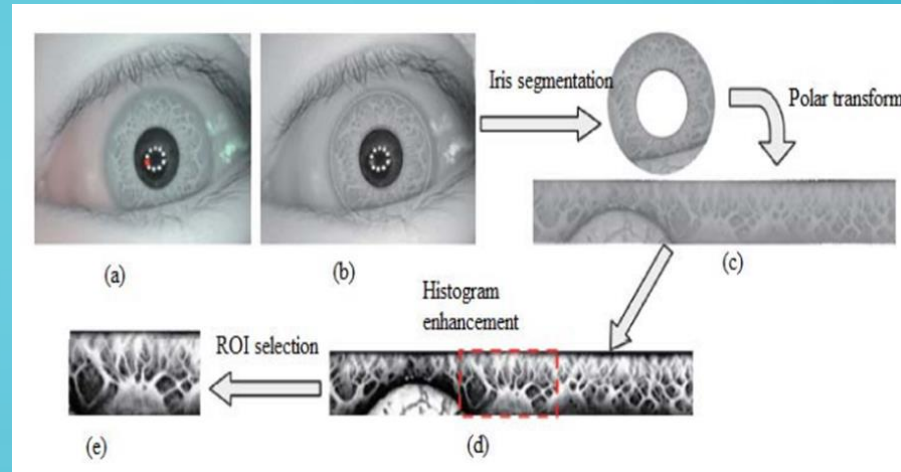 Iris segmentation
Polar transform
(a)
(b)
(c)
Histogram
enhancement
ROI selection
(e)
(d)